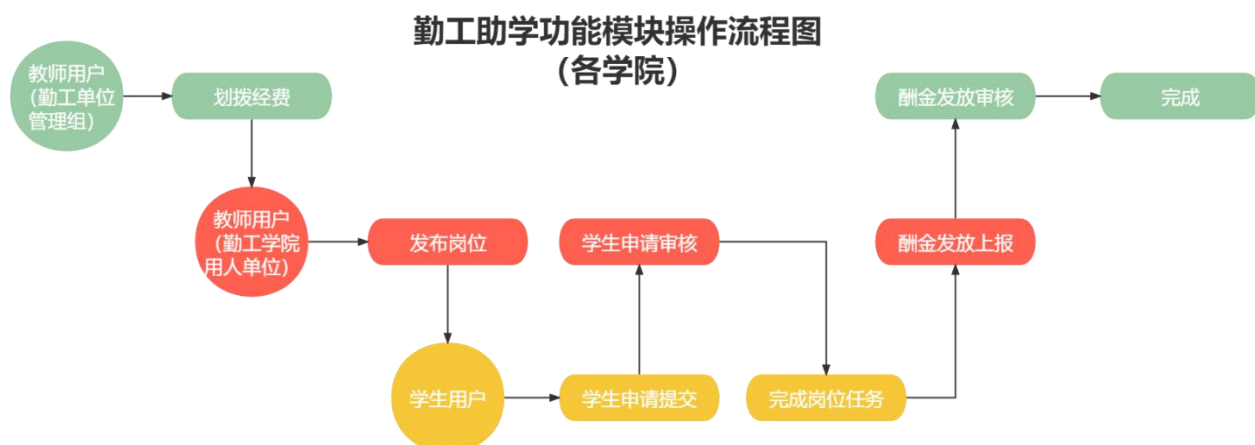 勤工助学功能模块操作流程图
（各学院）
教师用户
（勤工单位
管理组）
划拨经费
酬金发放审核
完成
教师用户
（勤工学院
用人单位）
发布岗位
学生申请审核
酬金发放上报
学生用户
学生申请提交
完成岗位任务